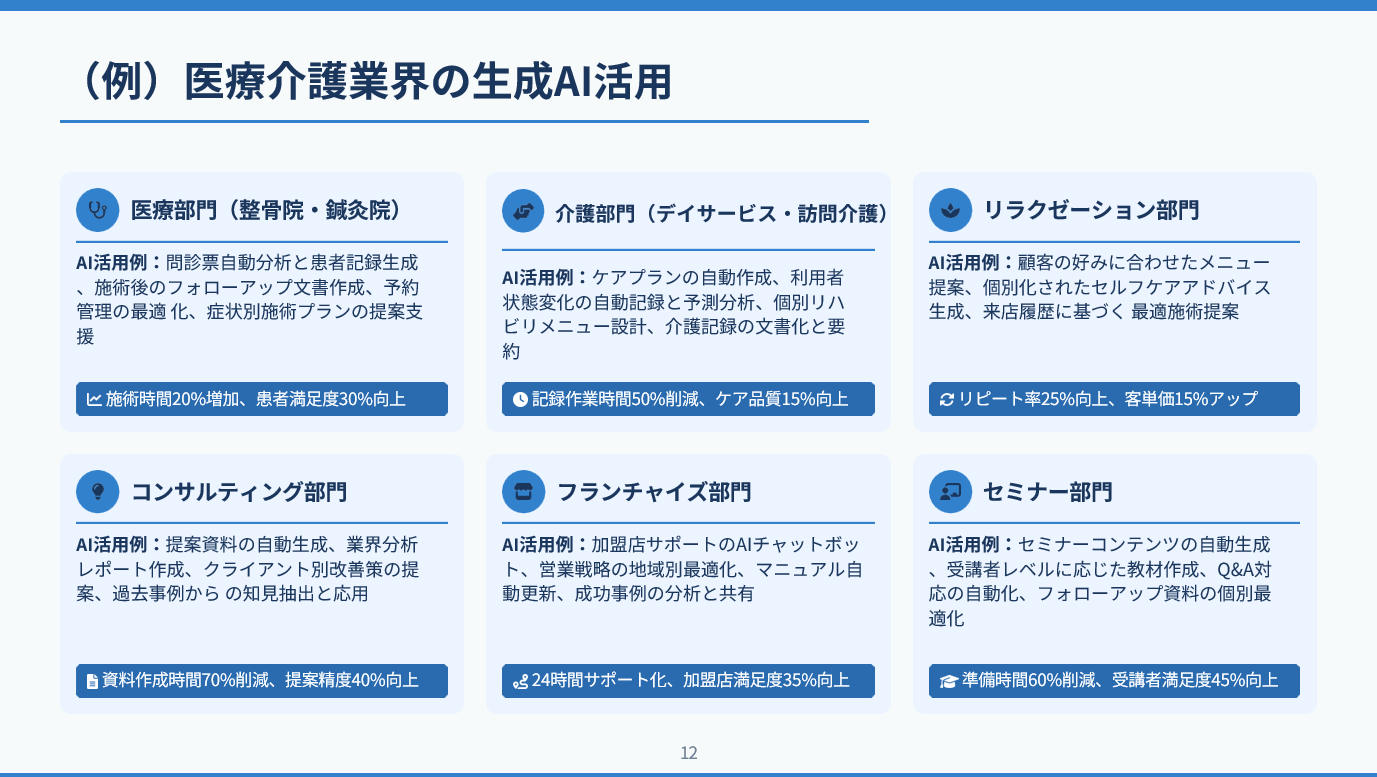 （例）医療介護業界の生成AI活用
医療部門（整骨院・鍼灸院）
AI活用例：問診票自動分析と患者記録生成
、施術後のフォローアップ文書作成、予約
管理の最適 化、症状別施術プランの提案支
援
施術時間20%増加、患者満足度30%向上
介護部門（デイサービス・訪問介護）
AI活用例：ケアプランの自動作成、利用者
状態変化の自動記録と予測分析、個別リハ
ビリメニュー設計、介護記録の文書化と要
約
記録作業時間50%削減、ケア品質15%向上
リラクゼーション部門
AI活用例：顧客の好みに合わせたメニュー
提案、個別化されたセルフケアアドバイス
生成、来店履歴に基づく 最適施術提案
リピート率25%向上、客単価15%アップ
コンサルティング部門
AI活用例：提案資料の自動生成、業界分析
レポート作成、クライアント別改善策の提
案、過去事例から の知見抽出と応用
資料作成時間70%削減、提案精度40%向上
フランチャイズ部門
AI活用例：加盟店サポートのAIチャットボッ
ト、営業戦略の地域別最適化、マニュアル自
動更新、成功事例の分析と共有
24時間サポート化、加盟店満足度35%向上
セミナー部門
AI活用例：セミナーコンテンツの自動生成
、受講者レベルに応じた教材作成、Q&A対
応の自動化、フォローアップ資料の個別最
適化
準備時間60%削減、受講者満足度45%向上
12